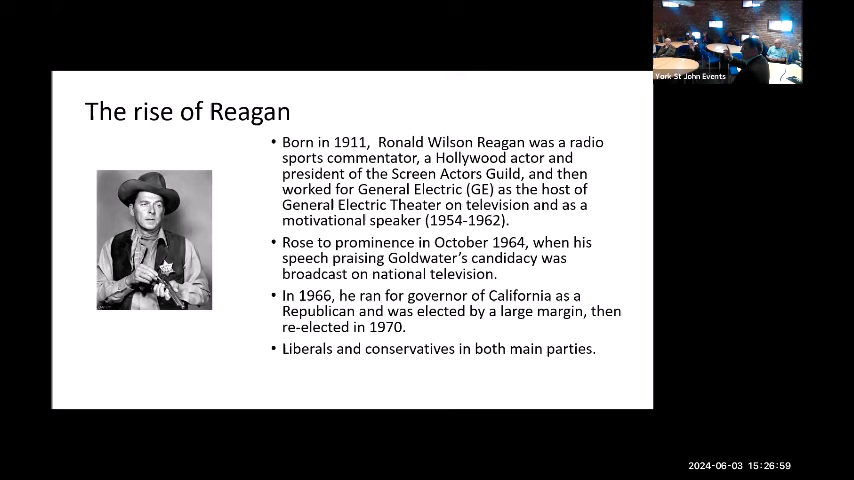 York St John Events
The rise of Reagan
• Born in 1911, Ronald Wilson Reagan was a radio
sports commentator, a Hollywood actor and
president of the Screen Actors Guild, and then
worked for General Electric (GE) as the host of
General Electric Theater on television and as a
motivational speaker (1954-1962).
• Rose to prominence in October 1964, when his
speech praising Goldwater’s candidacy was
broadcast on national television.
• In 1966, he ran for governor of California as a
Republican and was elected by a large margin, then
re-elected in 1970.
• Liberals and conservatives in both main parties.
2024-06-03 15:26:59